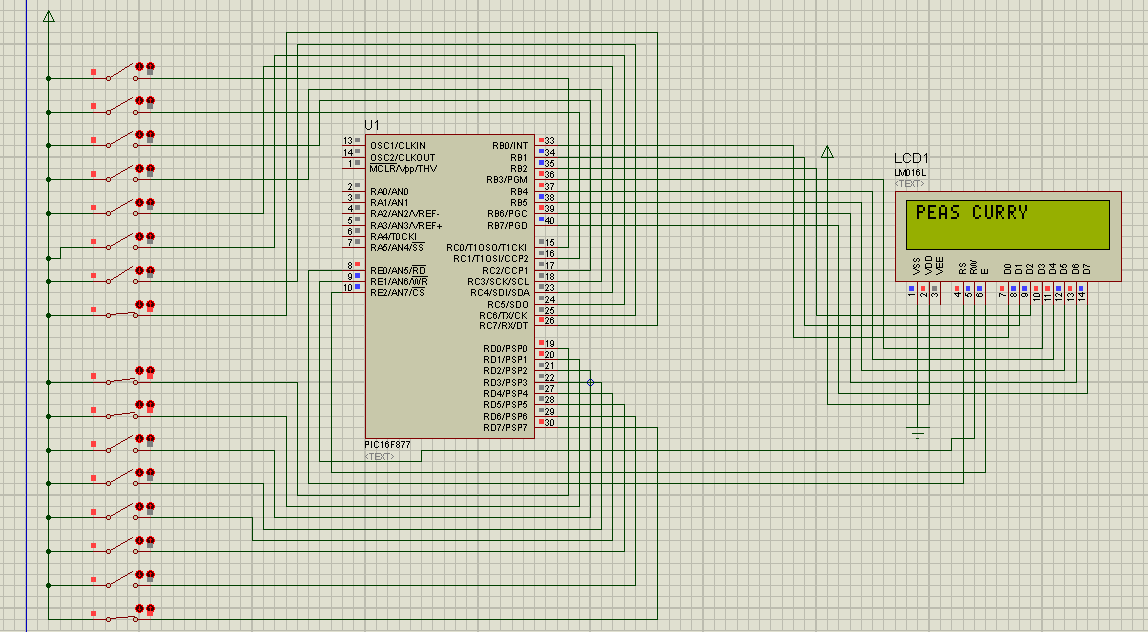 U1
13 OSC1/CLKIN
14 OSC2/CLKOUT
1 MCLR/Vpp/THV
2 RA0/AN0
3 RA1/AN1
4 RA2/AN2/VREF-
5 RA3/AN3/VREF+
6 RA4/T0CKI
7 RA5/AN4/SS
8 RE0/AN5/RD
9 RE1/AN6/WR
10 RE2/AN7/CS
RB0/INT 33
RB1 34
RB2 35
RB3/PGM 36
RB4 37
RB5 38
RB6/PGC 39
RB7/PGD 40
RC0/T1OSO/T1CKI 15
RC1/T1OSI/CCP2 16
RC2/CCP1 17
RC3/SCK/SCL 18
RC4/SDI/SDA 23
RC5/SDO 24
RC6/TX/CK 25
RC7/RX/DT 26
RD0/PSP0 19
RD1/PSP1 20
RD2/PSP2 21
RD3/PSP3 22
RD4/PSP4 27
RD5/PSP5 28
RD6/PSP6 29
RD7/PSP7 30
PIC16F877
<TEXT>
LCD1
LM016L
<TEXT>
PEAS CURRY
VSS VDD VEE RS RW E D0 D1 D2 D3 D4 D5 D6 D7
1 2 3 4 5 6 7 8 9 10 11 12 13 14